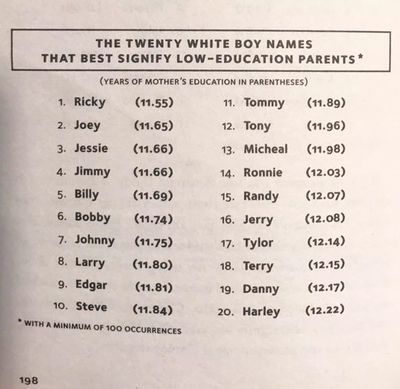 THE TWENTY WHITE BOY NAMES
THAT BEST SIGNIFY LOW-EDUCATION PARENTS*
(YEARS OF MOTHER'S EDUCATION IN PARENTHESES)
1. Ricky (11.55)
2. Joey (11.65)
3. Jessie (11.66)
4. Jimmy (11.66)
5. Billy (11.69)
6. Bobby (11.74)
7. Johnny (11.75)
8. Larry (11.80)
9. Edgar (11.81)
10. Steve (11.84)
11. Tommy (11.89)
12. Tony (11.96)
13. Micheal (11.98)
14. Ronnie (12.03)
15. Randy (12.07)
16. Jerry (12.08)
17. Tylor (12.14)
18. Terry (12.15)
19. Danny (12.17)
20. Harley (12.22)
* WITH A MINIMUM OF 100 OCCURRENCES
198